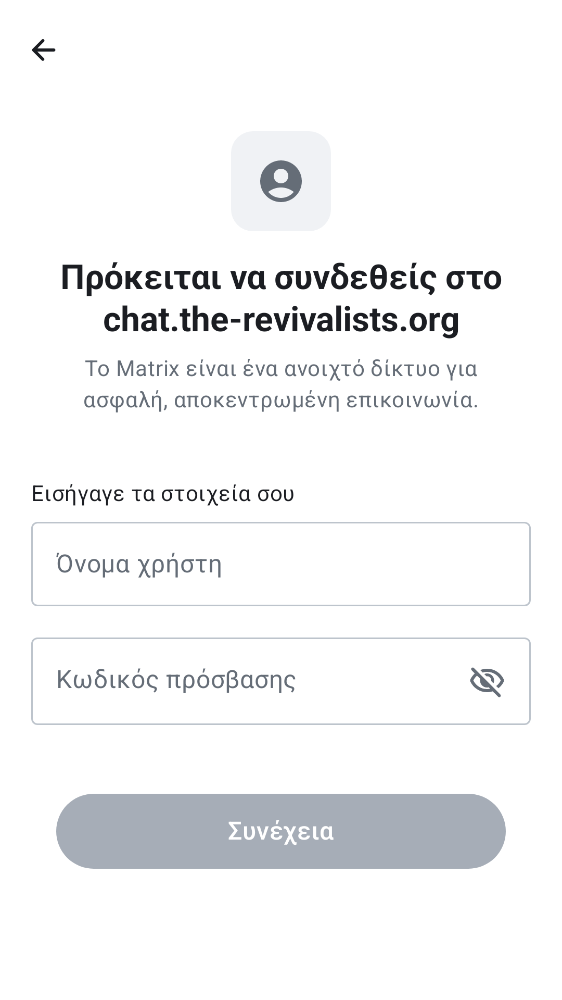 Πρόκειται να συνδεθείς στο
chat.the-revivalists.org
Το Matrix είναι ένα ανοιχτό δίκτυο για
ασφαλή, αποκεντρωμένη επικοινωνία.
Εισήγαγε τα στοιχεία σου
Όνομα χρήστη
Κωδικός πρόσβασης
Συνέχεια